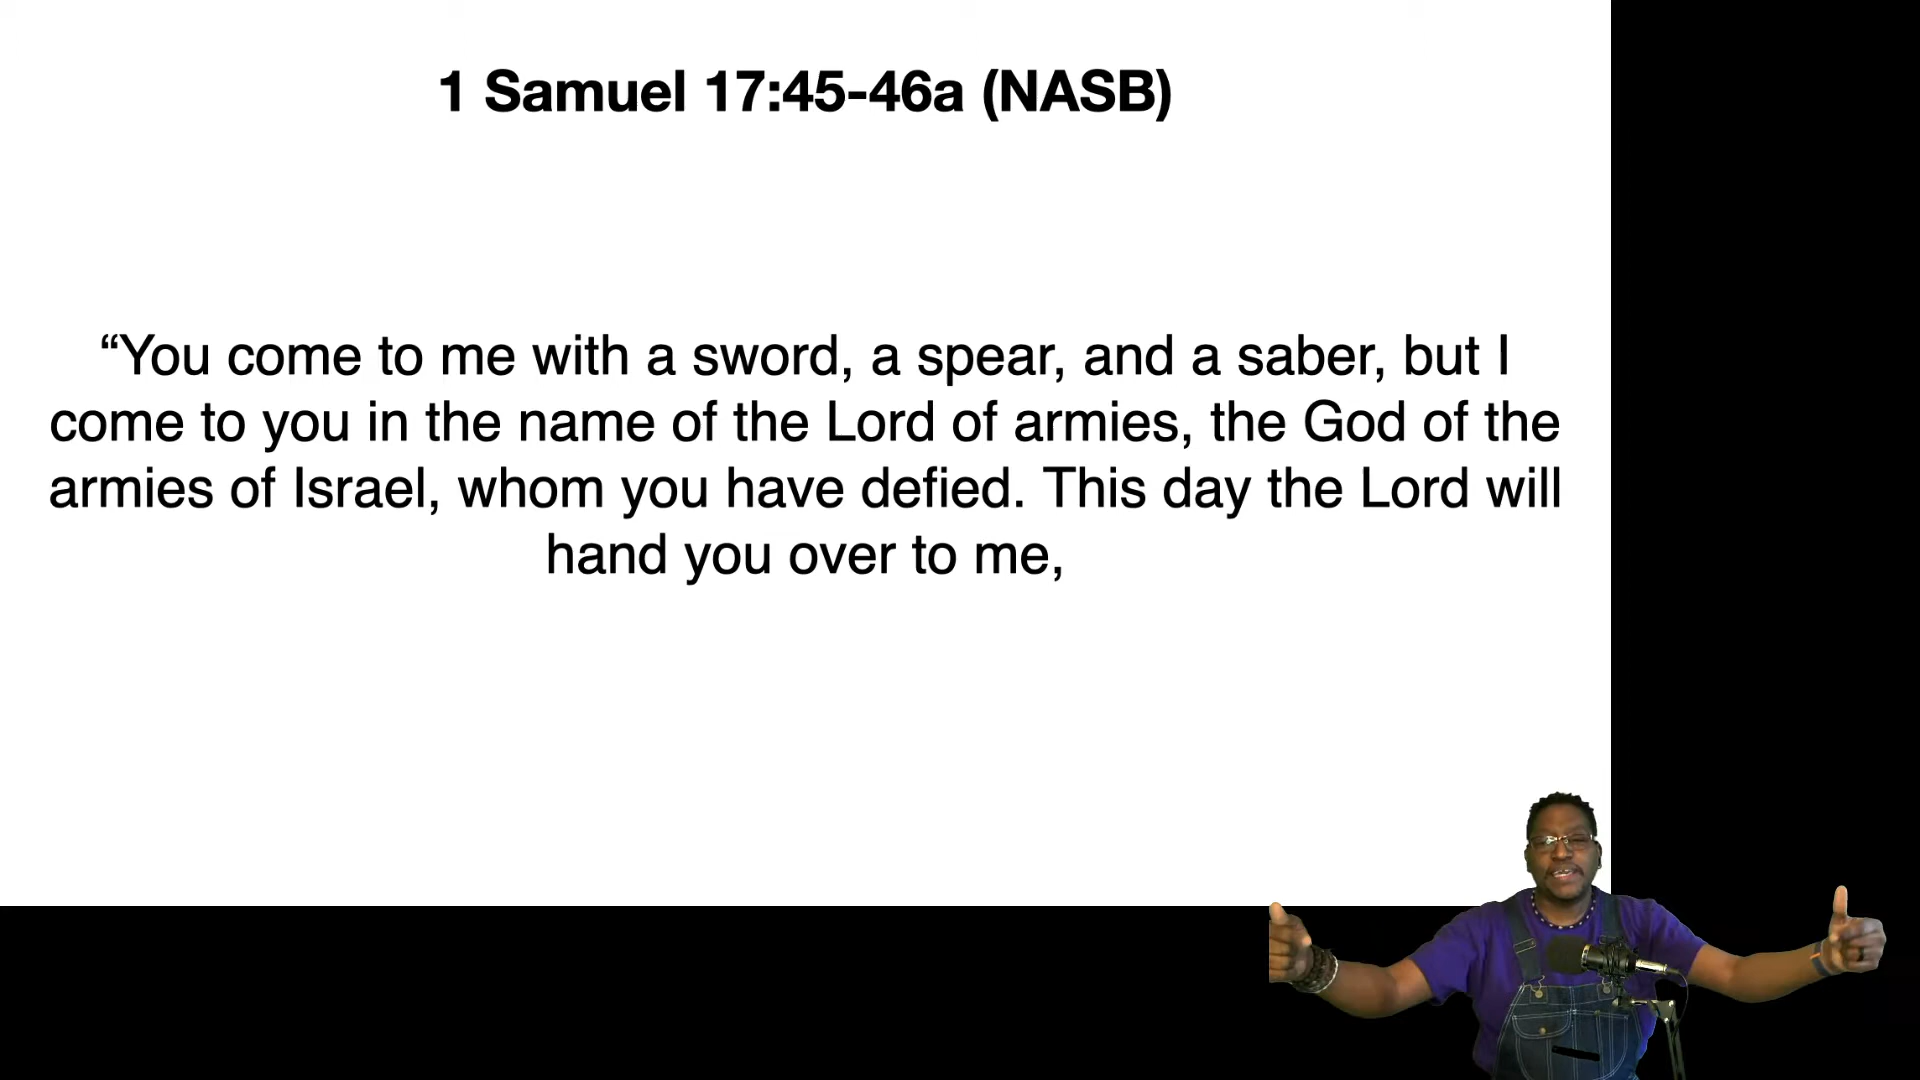 1 Samuel 17:45-46a (NASB)
“You come to me with a sword, a spear, and a saber, but I
come to you in the name of the Lord of armies, the God of the
armies of Israel, whom you have defied. This day the Lord will
hand you over to me,